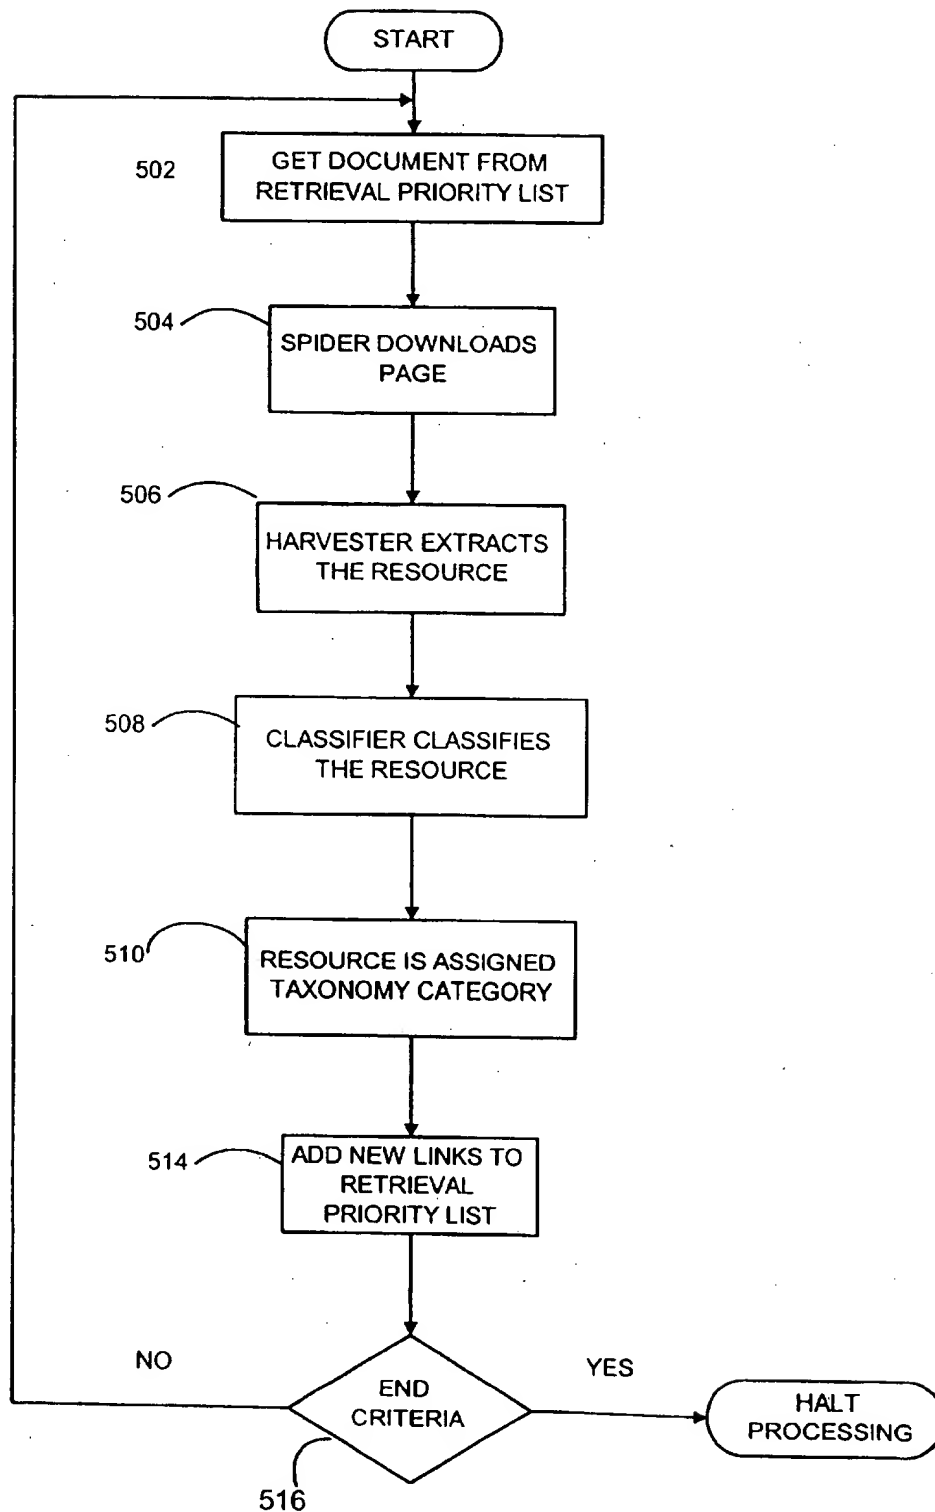 START
502
GET DOCUMENT FROM
RETRIEVAL PRIORITY LIST
504
SPIDER DOWNLOADS
PAGE
506
HARVESTER EXTRACTS
THE RESOURCE
508
CLASSIFIER CLASSIFIES
THE RESOURCE
510
RESOURCE IS ASSIGNED
TAXONOMY CATEGORY
514
ADD NEW LINKS TO
RETRIEVAL
PRIORITY LIST
NO
END
CRITERIA
YES
HALT
PROCESSING
516